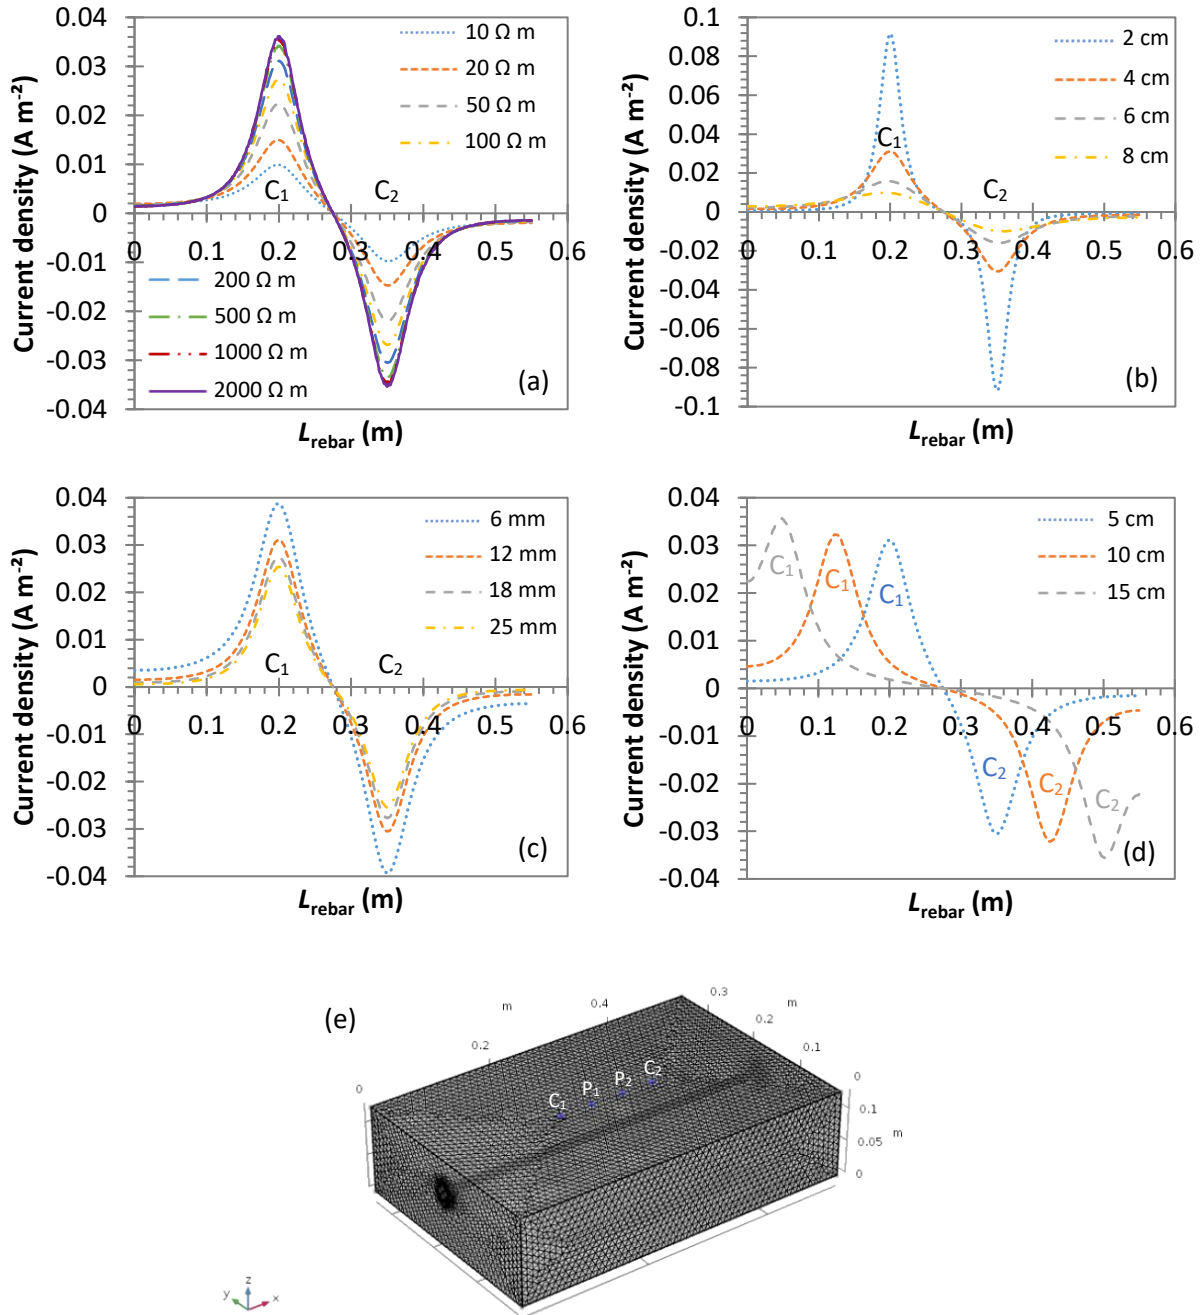 Current density (A m⁻²)
0.04
0.03
0.02
0.01
0
-0.01
-0.02
-0.03
-0.04
0
0.1
0.2
0.3
0.4
0.5
0.6
10 Ω m
20 Ω m
50 Ω m
100 Ω m
C₁
C₂
200 Ω m
500 Ω m
1000 Ω m
2000 Ω m
(a)
L_rebar (m)
Current density (A m⁻²)
0.1
0.08
0.06
0.04
0.02
0
-0.02
-0.04
-0.06
-0.08
-0.1
0
0.1
0.2
0.3
0.4
0.5
0.6
2 cm
4 cm
6 cm
8 cm
C₁
C₂
(b)
L_rebar (m)
Current density (A m⁻²)
0.04
0.03
0.02
0.01
0
-0.01
-0.02
-0.03
-0.04
0
0.1
0.2
0.3
0.4
0.5
0.6
6 mm
12 mm
18 mm
25 mm
C₁
C₂
(c)
L_rebar (m)
Current density (A m⁻²)
0.04
0.03
0.02
0.01
0
-0.01
-0.02
-0.03
-0.04
0
0.1
0.2
0.3
0.4
0.5
0.6
5 cm
10 cm
15 cm
C₁
C₁
C₁
C₂
C₂
C₂
(d)
L_rebar (m)
(e)
m
0.4
0.3
m
0.2
0.2
0.1
0
0
C₁
P₁
P₂
C₂
0.1
0.05
m
0
z
y
x